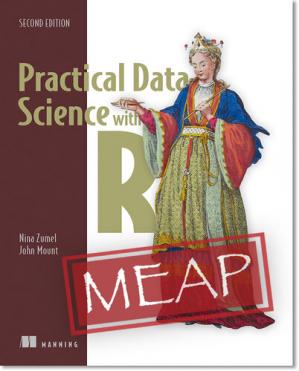 SECOND EDITION
Practical Data
Science with
R
Nina Zumel
John Mount
MEAP
MANNING